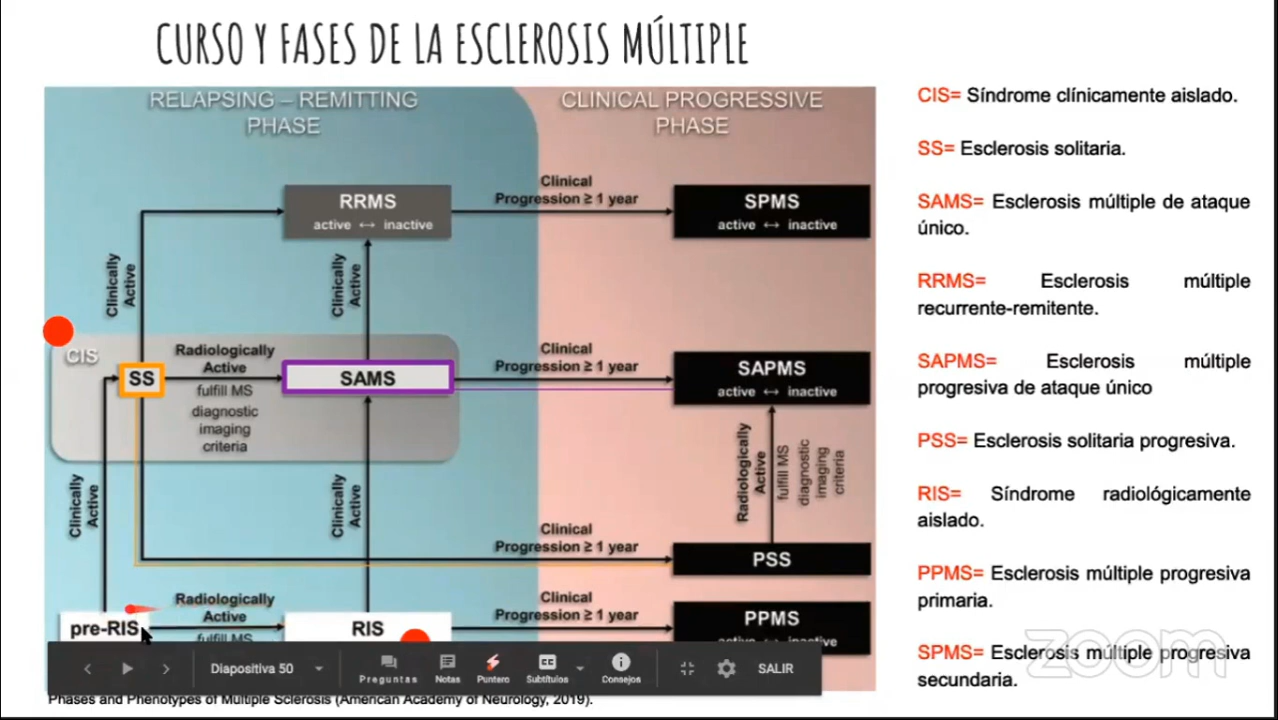 CURSO Y FASES DE LA ESCLEROSIS MÚLTIPLE
RELAPSING – REMITTING
PHASE
CLINICAL PROGRESSIVE
PHASE
RRMS
active ↔ inactive
Clinical
Progression ≥ 1 year
SPMS
active ↔ inactive
Clinically
Active
Clinically
Active
CIS
SS
Radiologically
Active
fulfill MS
diagnostic
imaging
criteria
SAMS
Clinical
Progression ≥ 1 year
SAPMS
active ↔ inactive
Clinically
Active
Clinically
Active
Radiologically
Active
fulfill MS
diagnostic
imaging
criteria
Clinical
Progression ≥ 1 year
PSS
pre-RIS
Radiologically
Active
fulfill MS
RIS
Clinical
Progression ≥ 1 year
PPMS
active ↔ inactive
CIS= Síndrome clínicamente aislado.
SS= Esclerosis solitaria.
SAMS= Esclerosis múltiple de ataque
único.
RRMS= Esclerosis múltiple
recurrente-remitente.
SAPMS= Esclerosis múltiple
progresiva de ataque único
PSS= Esclerosis solitaria progresiva.
RIS= Síndrome radiológicamente
aislado.
PPMS= Esclerosis múltiple progresiva
primaria.
SPMS= Esclerosis múltiple progresiva
secundaria.
zoom
Diapositiva 50
Preguntas
Notas
Puntero
Subtítulos
Consejos
SALIR
Phases and Phenotypes of Multiple Sclerosis (American Academy of Neurology, 2019).